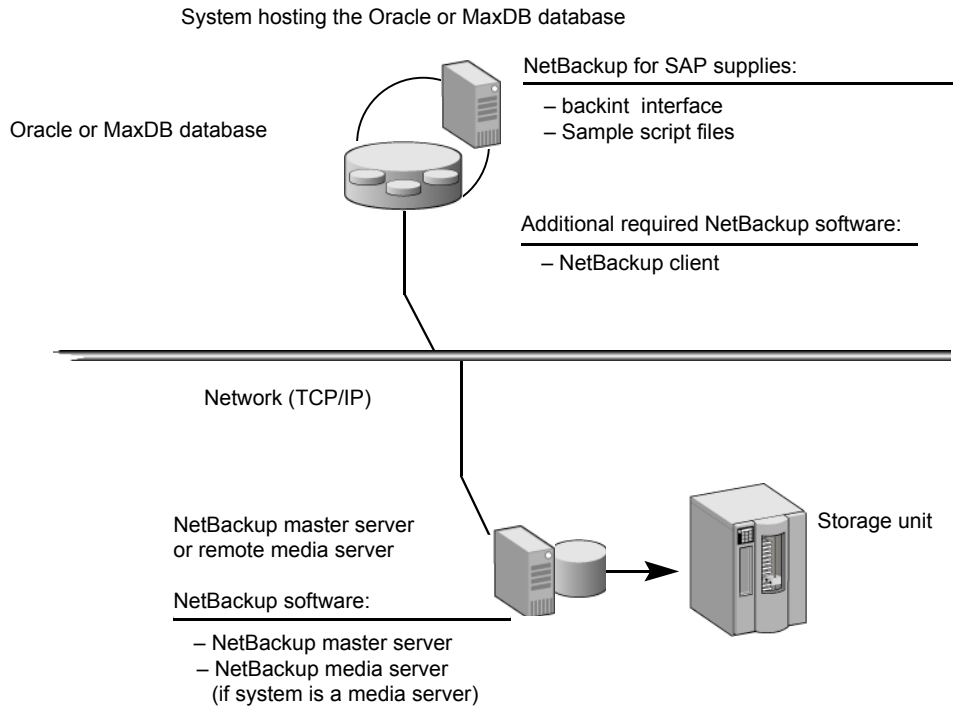 System hosting the Oracle or MaxDB database
NetBackup for SAP supplies:
– backint interface
– Sample script files
Oracle or MaxDB database
Additional required NetBackup software:
– NetBackup client
Network (TCP/IP)
NetBackup master server
or remote media server
Storage unit
NetBackup software:
– NetBackup master server
– NetBackup media server
(if system is a media server)